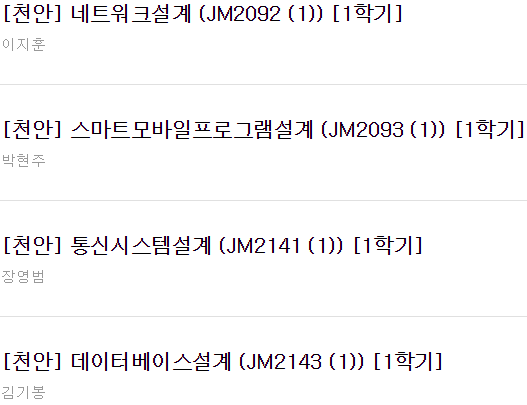 [천안] 네트워크설계 (JM2092 (1)) [1학기]
이지훈
[천안] 스마트모바일프로그램설계 (JM2093 (1)) [1학기]
박현주
[천안] 통신시스템설계 (JM2141 (1)) [1학기]
장영범
[천안] 데이터베이스설계 (JM2143 (1)) [1학기]
김기봉